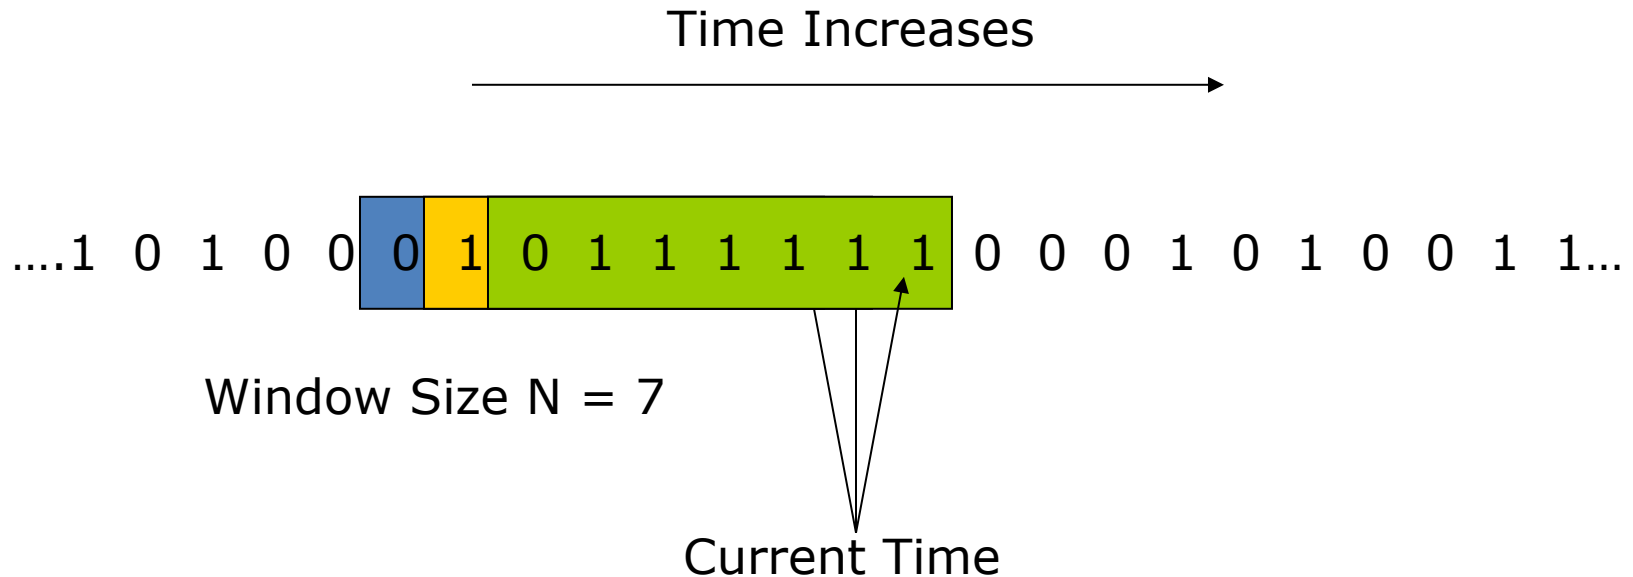 Time Increases
....1 0 1 0 0 0 1 0 1 1 1 1 1 1 0 0 0 1 0 1 0 0 1 1...
Window Size N = 7
Current Time